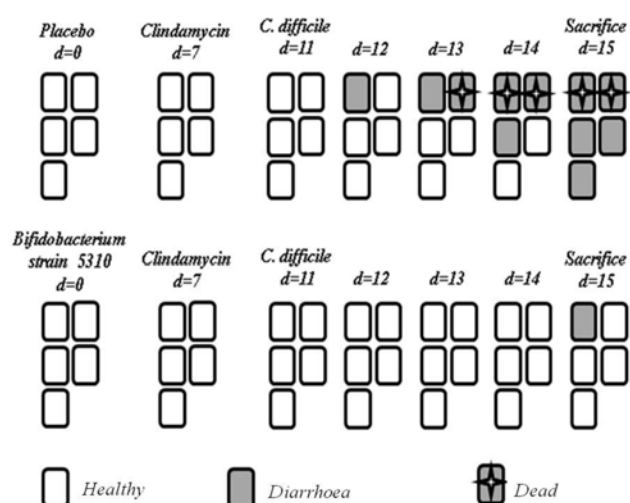 Placebo
d=0
Clindamycin
d=7
C. difficile
d=11
d=12
d=13
d=14
Sacrifice
d=15
Bifidobacterium
strain 5310
d=0
Clindamycin
d=7
C. difficile
d=11
d=12
d=13
d=14
Sacrifice
d=15
Healthy
Diarrhoea
Dead